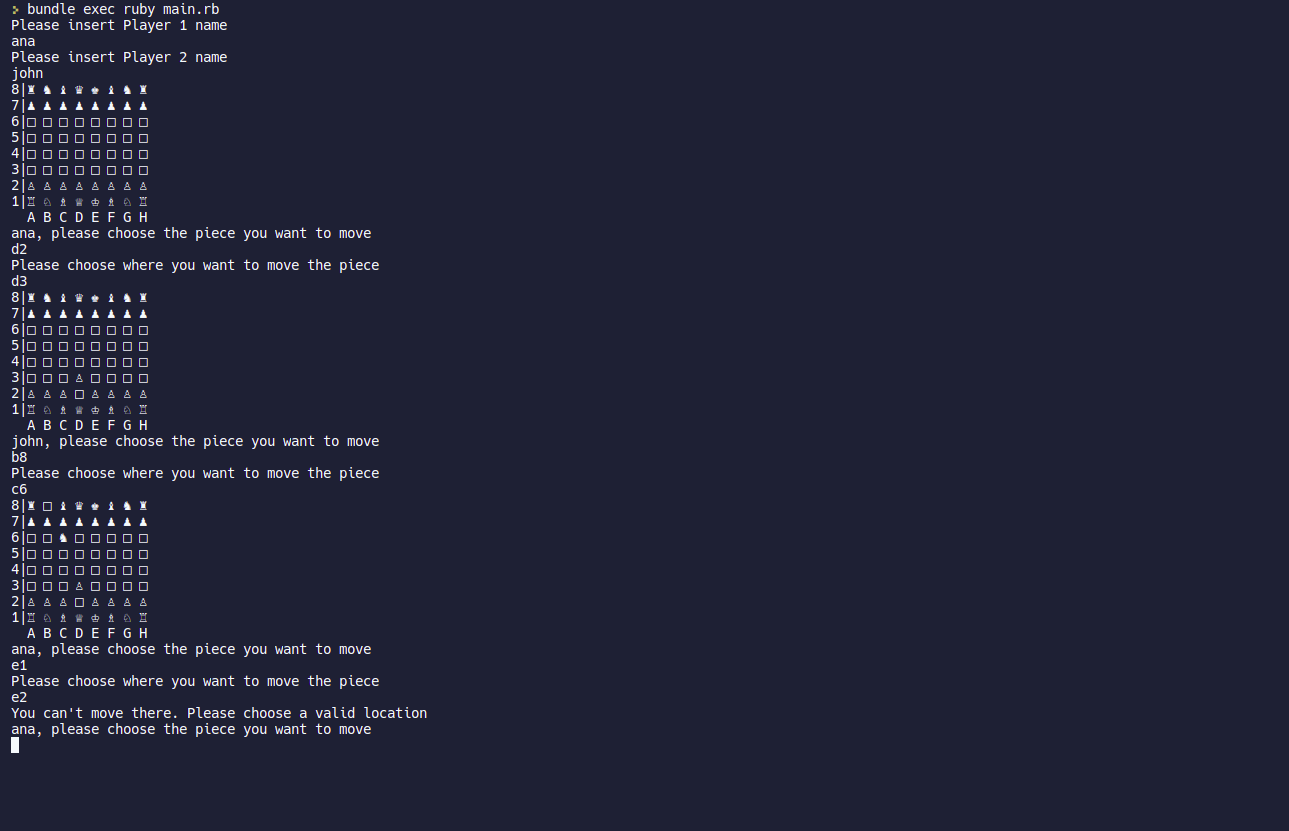 > bundle exec ruby main.rb
Please insert Player 1 name
ana
Please insert Player 2 name
john
8|♜ ♞ ♝ ♛ ♚ ♝ ♞ ♜
7|♟ ♟ ♟ ♟ ♟ ♟ ♟ ♟
6|□ □ □ □ □ □ □ □
5|□ □ □ □ □ □ □ □
4|□ □ □ □ □ □ □ □
3|□ □ □ □ □ □ □ □
2|♙ ♙ ♙ ♙ ♙ ♙ ♙ ♙
1|♖ ♘ ♗ ♕ ♔ ♗ ♘ ♖
  A B C D E F G H
ana, please choose the piece you want to move
d2
Please choose where you want to move the piece
d3
8|♜ ♞ ♝ ♛ ♚ ♝ ♞ ♜
7|♟ ♟ ♟ ♟ ♟ ♟ ♟ ♟
6|□ □ □ □ □ □ □ □
5|□ □ □ □ □ □ □ □
4|□ □ □ □ □ □ □ □
3|□ □ □ ♙ □ □ □ □
2|♙ ♙ ♙ □ ♙ ♙ ♙ ♙
1|♖ ♘ ♗ ♕ ♔ ♗ ♘ ♖
  A B C D E F G H
john, please choose the piece you want to move
b8
Please choose where you want to move the piece
c6
8|♜ □ ♝ ♛ ♚ ♝ ♞ ♜
7|♟ ♟ ♟ ♟ ♟ ♟ ♟ ♟
6|□ □ ♞ □ □ □ □ □
5|□ □ □ □ □ □ □ □
4|□ □ □ □ □ □ □ □
3|□ □ □ ♙ □ □ □ □
2|♙ ♙ ♙ □ ♙ ♙ ♙ ♙
1|♖ ♘ ♗ ♕ ♔ ♗ ♘ ♖
  A B C D E F G H
ana, please choose the piece you want to move
e1
Please choose where you want to move the piece
e2
You can't move there. Please choose a valid location
ana, please choose the piece you want to move